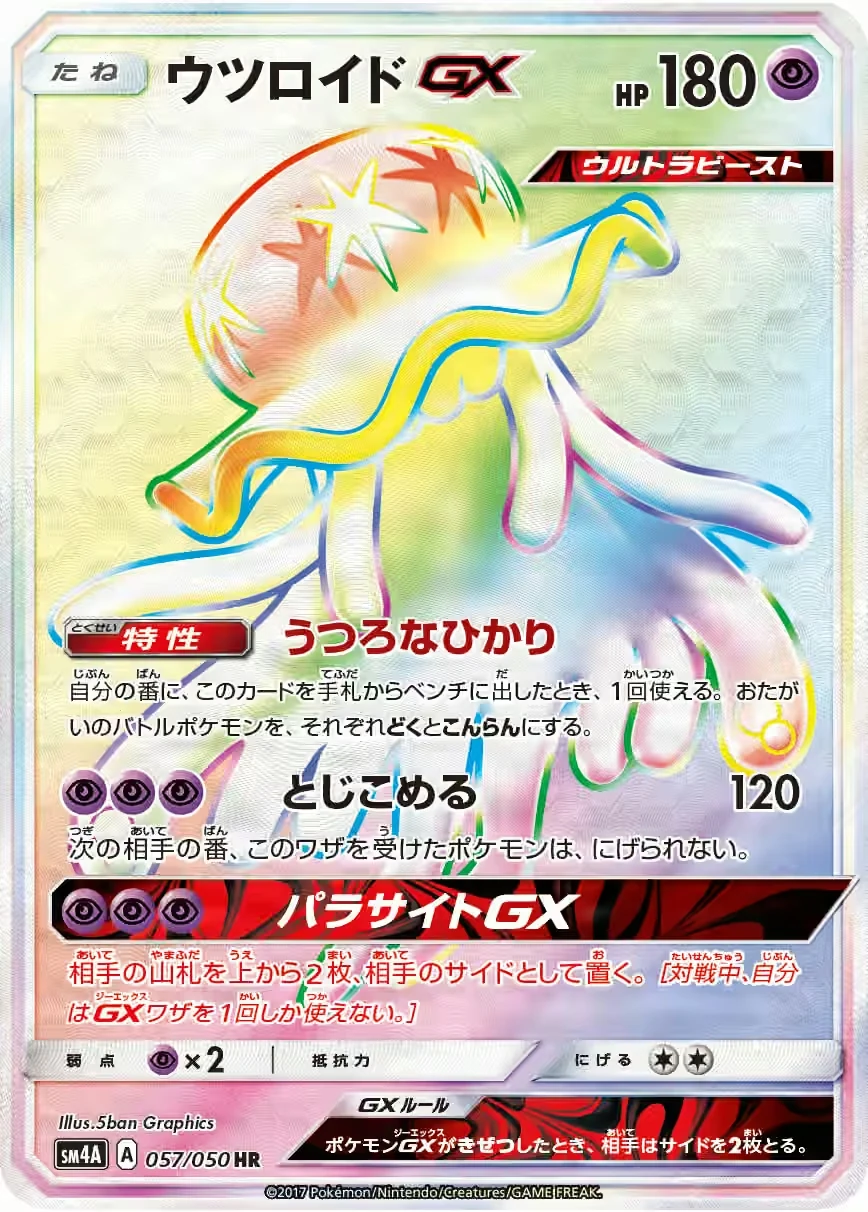 たね ウツロイドGX HP 180
ウルトラビースト
とくせい 特性 うつろなひかり
自分の番に、このカードを手札からベンチに出したとき、1回使える。おたが
いのバトルポケモンを、それぞれどくとこんらんにする。
とじこめる 120
次の相手の番、このワザを受けたポケモンは、にげられない。
パラサイトGX
相手の山札を上から2枚、相手のサイドとして置く。[対戦中、自分
はGXワザを1回しか使えない。]
弱点 ×2 抵抗力 にげる
GXルール
Illus.5ban Graphics
ポケモンGXがきぜつしたとき、相手はサイドを2枚とる。
SM4A A 057/050 HR
©2017 Pokémon/Nintendo/Creatures/GAME FREAK.